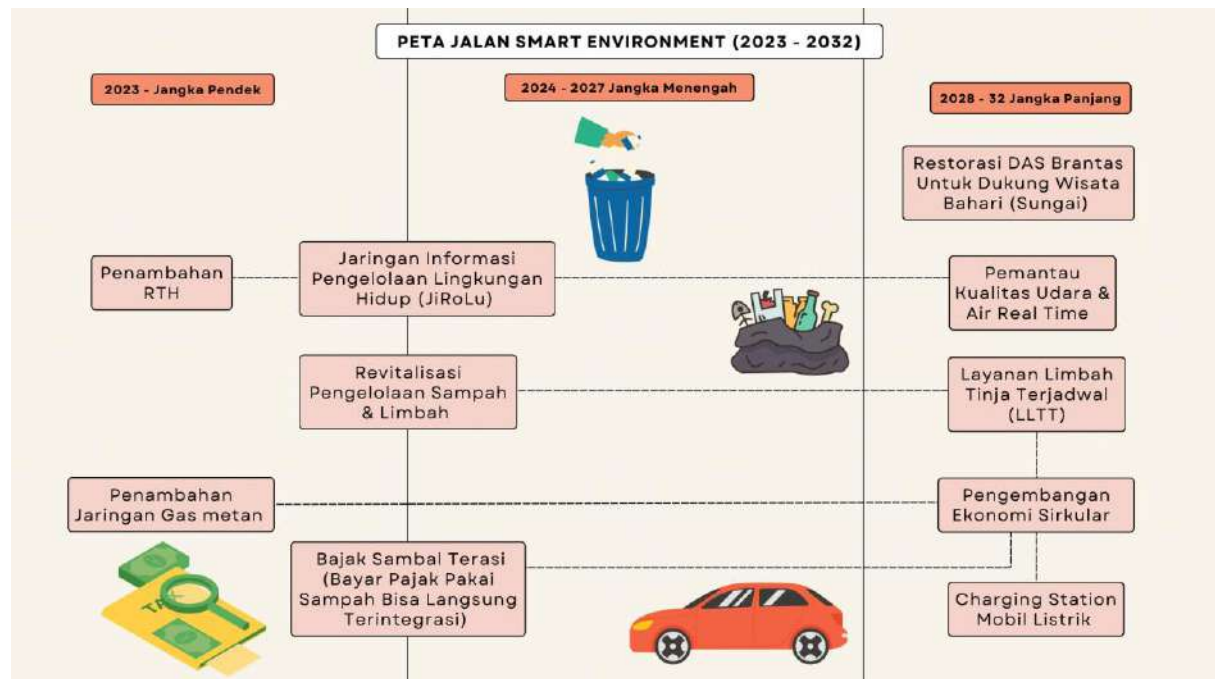 PETA JALAN SMART ENVIRONMENT (2023 - 2032)
2023 - Jangka Pendek
2024 - 2027 Jangka Menengah
2028 - 32 Jangka Panjang
Restorasi DAS Brantas
Untuk Dukung Wisata
Bahari (Sungai)
Penambahan
RTH
Jaringan Informasi
Pengelolaan Lingkungan
Hidup (JiRoLu)
Pemantau
Kualitas Udara &
Air Real Time
Revitalisasi
Pengelolaan Sampah
& Limbah
Layanan Limbah
Tinja Terjadwal
(LLTT)
Penambahan
Jaringan Gas metan
Pengembangan
Ekonomi Sirkular
Bajak Sambal Terasi
(Bayar Pajak Pakai
Sampah Bisa Langsung
Terintegrasi)
Charging Station
Mobil Listrik
TAX